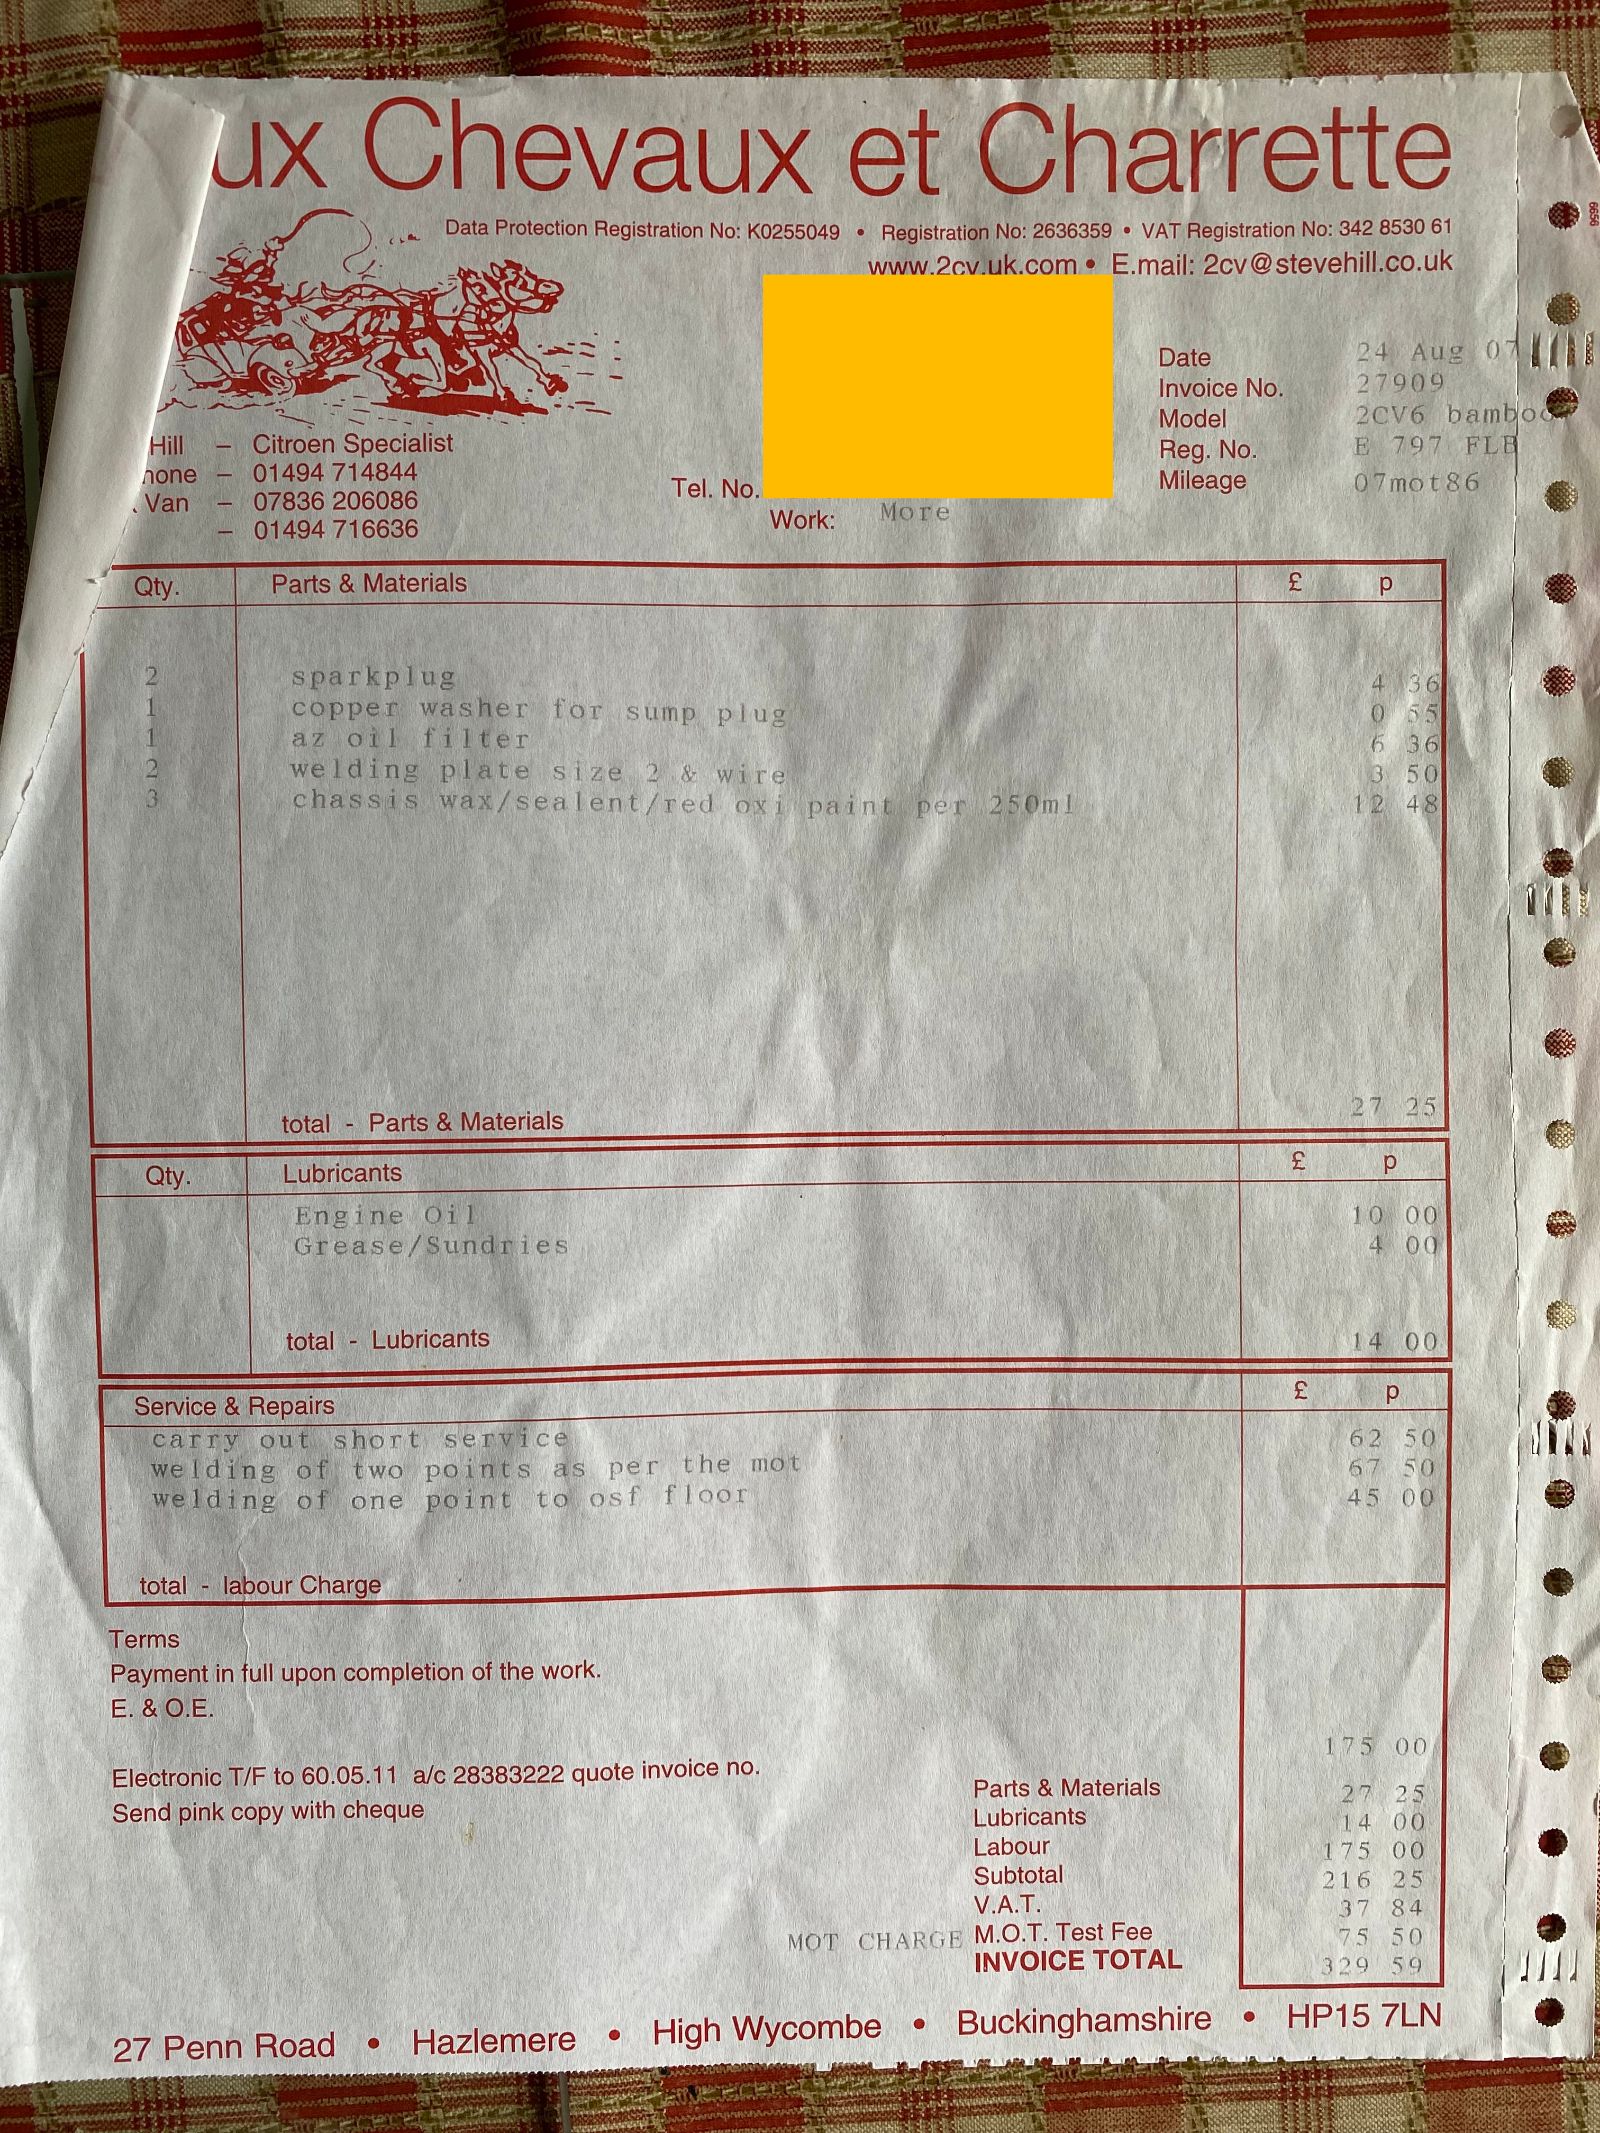 ux Chevaux et Charrette
Data Protection Registration No: K0255049 • Registration No: 2636359 • VAT Registration No: 342 8530 61
www.2cv.uk.com • E.mail: 2cv@stevehill.co.uk
Date 24 Aug 07
Invoice No. 27909
Model 2CV6 bamboo
Reg. No. E 797 FLB
Mileage 07mot86
Hill – Citroen Specialist
hone – 01494 714844
Van – 07836 206086
– 01494 716636
Tel. No.
Work: More
Qty. Parts & Materials £ p
2 sparkplug 4 36
1 copper washer for sump plug 0 55
1 az oil filter 6 36
2 welding plate size 2 & wire 3 50
3 chassis wax/sealent/red oxi paint per 250ml 12 48
total - Parts & Materials 27 25
Qty. Lubricants £ p
Engine Oil 10 00
Grease/Sundries 4 00
total - Lubricants 14 00
Service & Repairs £ p
carry out short service 62 50
welding of two points as per the mot 67 50
welding of one point to osf floor 45 00
total - labour Charge
Terms
Payment in full upon completion of the work.
E. & O.E.
175 00
Electronic T/F to 60.05.11 a/c 28383222 quote invoice no.
Send pink copy with cheque
Parts & Materials 27 25
Lubricants 14 00
Labour 175 00
Subtotal 216 25
V.A.T. 37 84
MOT CHARGE M.O.T. Test Fee 75 50
INVOICE TOTAL 329 59
27 Penn Road • Hazlemere • High Wycombe • Buckinghamshire • HP15 7LN